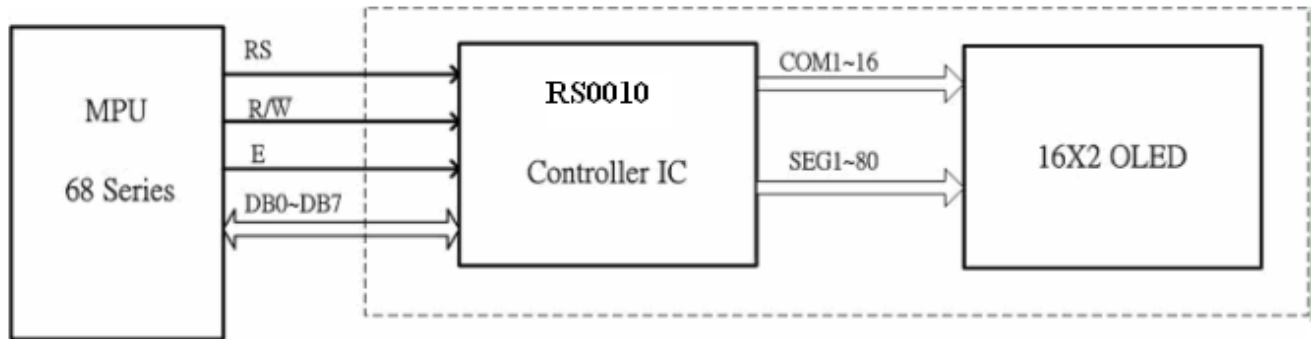 MPU
68 Series
RS
R/W̅
E
DB0~DB7
RS0010
Controller IC
COM1~16
SEG1~80
16X2 OLED